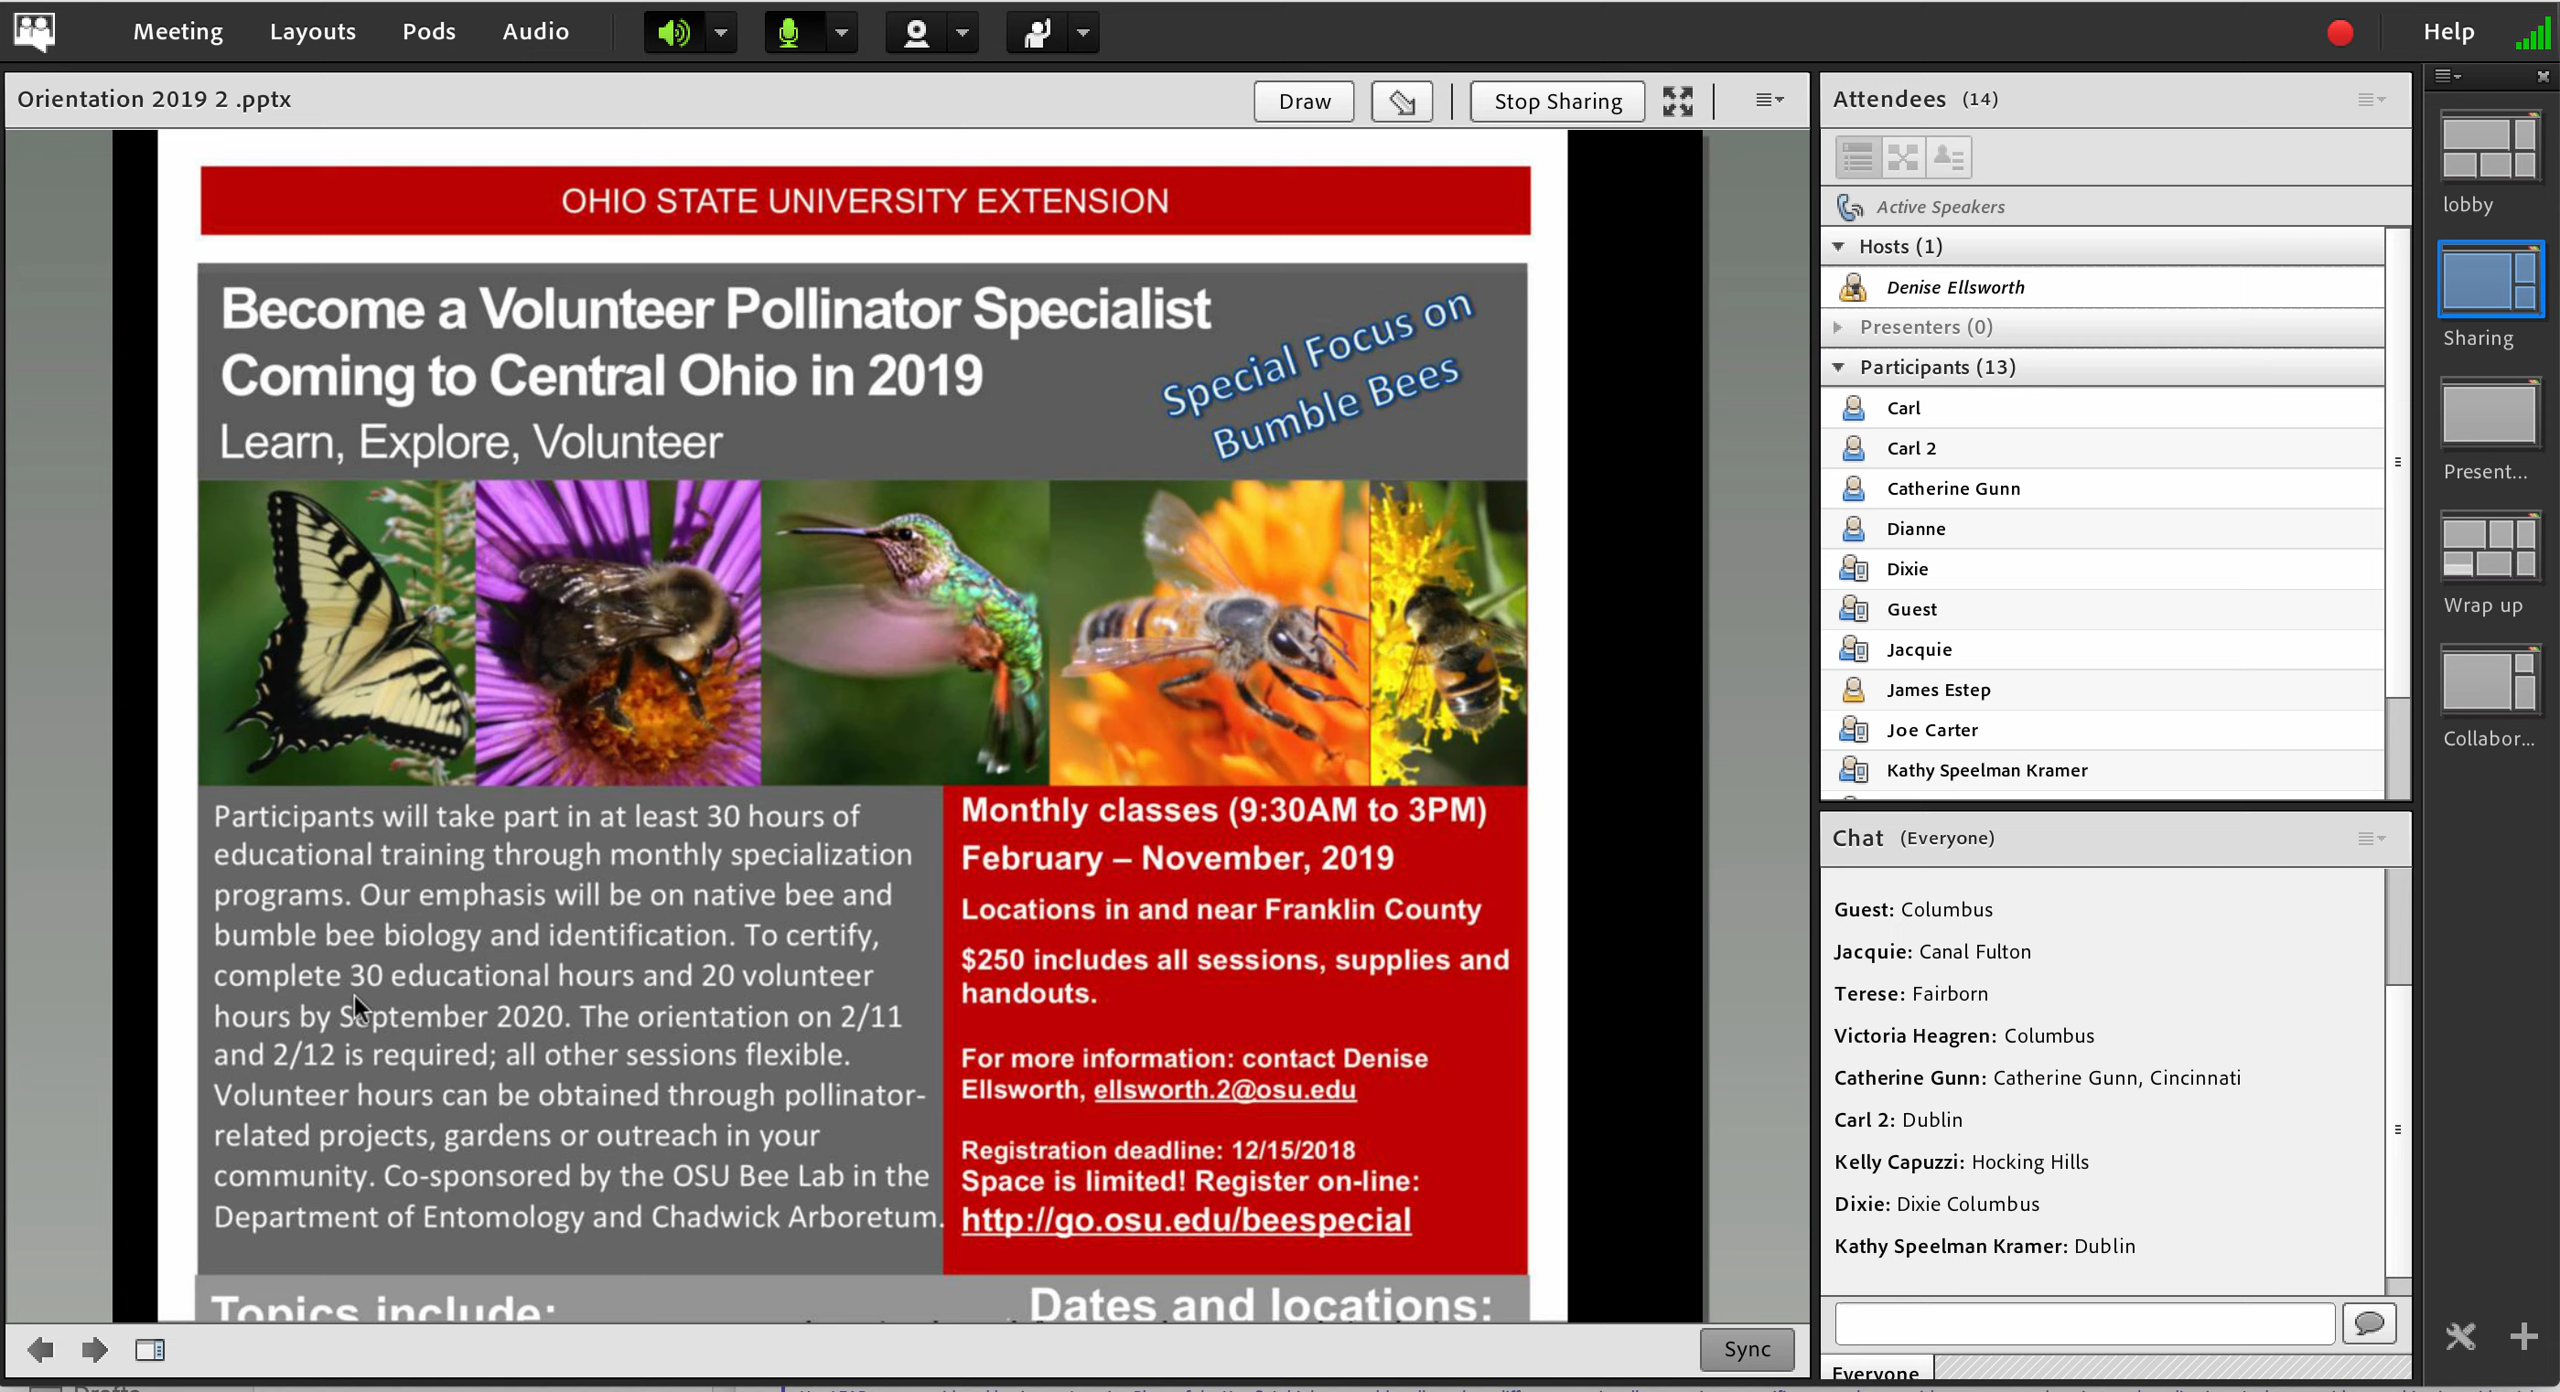 Meeting
Layouts
Pods
Audio
Help
Orientation 2019 2 .pptx
Draw
Stop Sharing
OHIO STATE UNIVERSITY EXTENSION
Become a Volunteer Pollinator Specialist
Coming to Central Ohio in 2019
Learn, Explore, Volunteer
Special Focus on
Bumble Bees
Participants will take part in at least 30 hours of
educational training through monthly specialization
programs. Our emphasis will be on native bee and
bumble bee biology and identification. To certify,
complete 30 educational hours and 20 volunteer
hours by September 2020. The orientation on 2/11
and 2/12 is required; all other sessions flexible.
Volunteer hours can be obtained through pollinator-
related projects, gardens or outreach in your
community. Co-sponsored by the OSU Bee Lab in the
Department of Entomology and Chadwick Arboretum.
Monthly classes (9:30AM to 3PM)
February – November, 2019
Locations in and near Franklin County
$250 includes all sessions, supplies and
handouts.
For more information: contact Denise
Ellsworth, ellsworth.2@osu.edu
Registration deadline: 12/15/2018
Space is limited! Register on-line:
http://go.osu.edu/beespecial
Topics include:
Dates and locations:
Sync
Attendees (14)
Active Speakers
Hosts (1)
Denise Ellsworth
Presenters (0)
Participants (13)
Carl
Carl 2
Catherine Gunn
Dianne
Dixie
Guest
Jacquie
James Estep
Joe Carter
Kathy Speelman Kramer
Chat (Everyone)
Guest: Columbus
Jacquie: Canal Fulton
Terese: Fairborn
Victoria Heagren: Columbus
Catherine Gunn: Catherine Gunn, Cincinnati
Carl 2: Dublin
Kelly Capuzzi: Hocking Hills
Dixie: Dixie Columbus
Kathy Speelman Kramer: Dublin
Everyone
lobby
Sharing
Present...
Wrap up
Collabor...